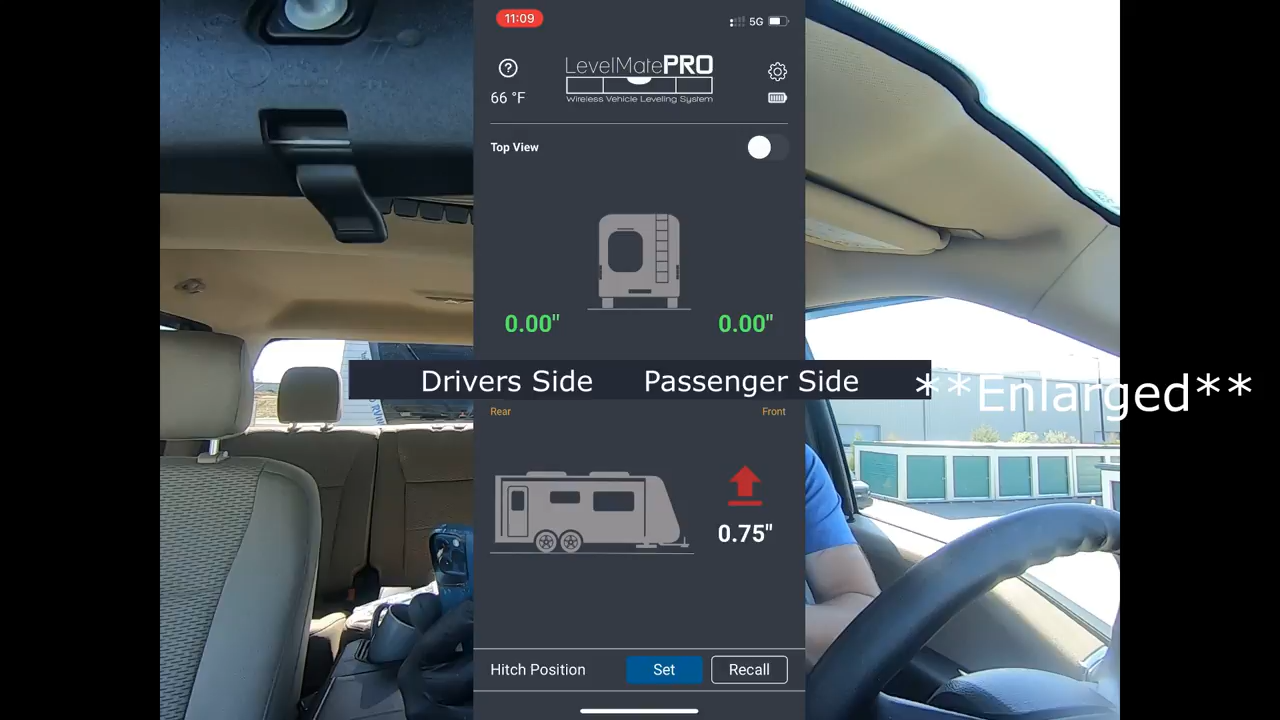 11:09
5G
LevelMatePRO
66 °F
Wireless Vehicle Leveling System
Top View
0.00" 0.00"
Drivers Side Passenger Side
**Enlarged**
Rear Front
0.75"
Hitch Position Set Recall